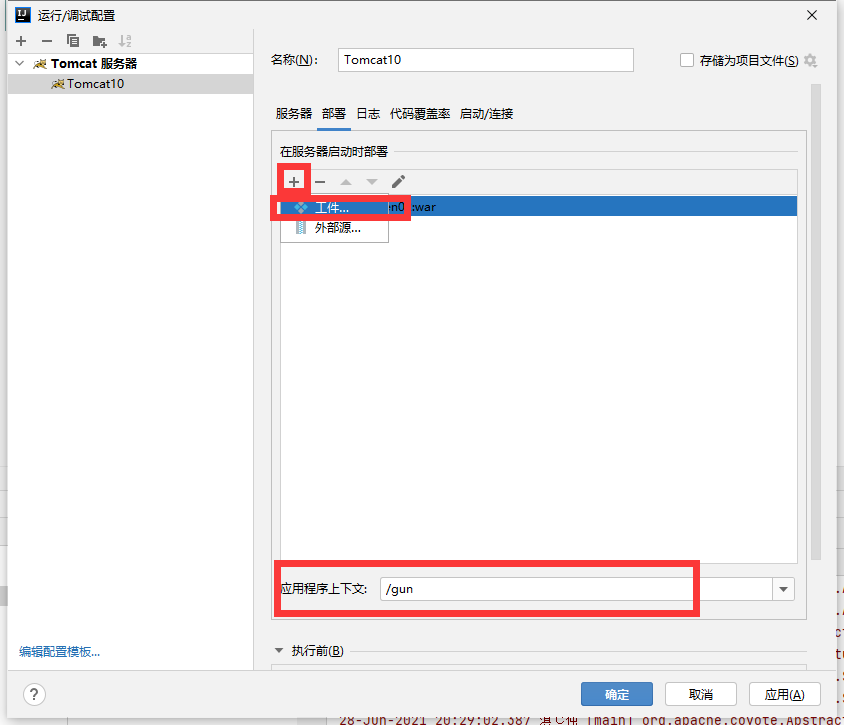 运行/调试配置
Tomcat 服务器
Tomcat10
名称(N):
Tomcat10
存储为项目文件(S)
服务器 部署 日志 代码覆盖率 启动/连接
在服务器启动时部署
工件...
:war
外部源...
应用程序上下文:
/gun
编辑配置模板...
执行前(B)
?
确定
取消
应用(A)
28-Jun-2021 20:29:02.387
[main] org.apache.coyote.Abstract